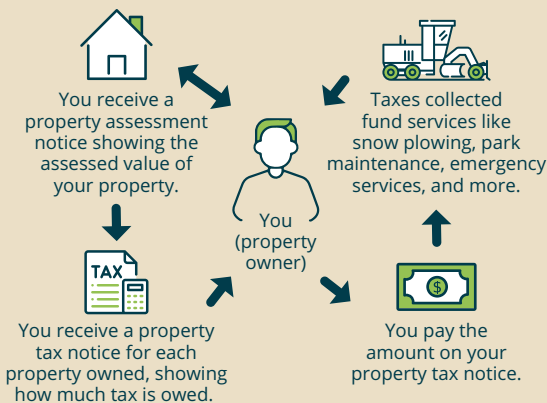 You receive a
property assessment
notice showing the
assessed value of
your property.
Taxes collected
fund services like
snow plowing, park
maintenance, emergency
services, and more.
You
(property
owner)
TAX
You receive a property
tax notice for each
property owned, showing
how much tax is owed.
$
You pay the
amount on your
property tax notice.